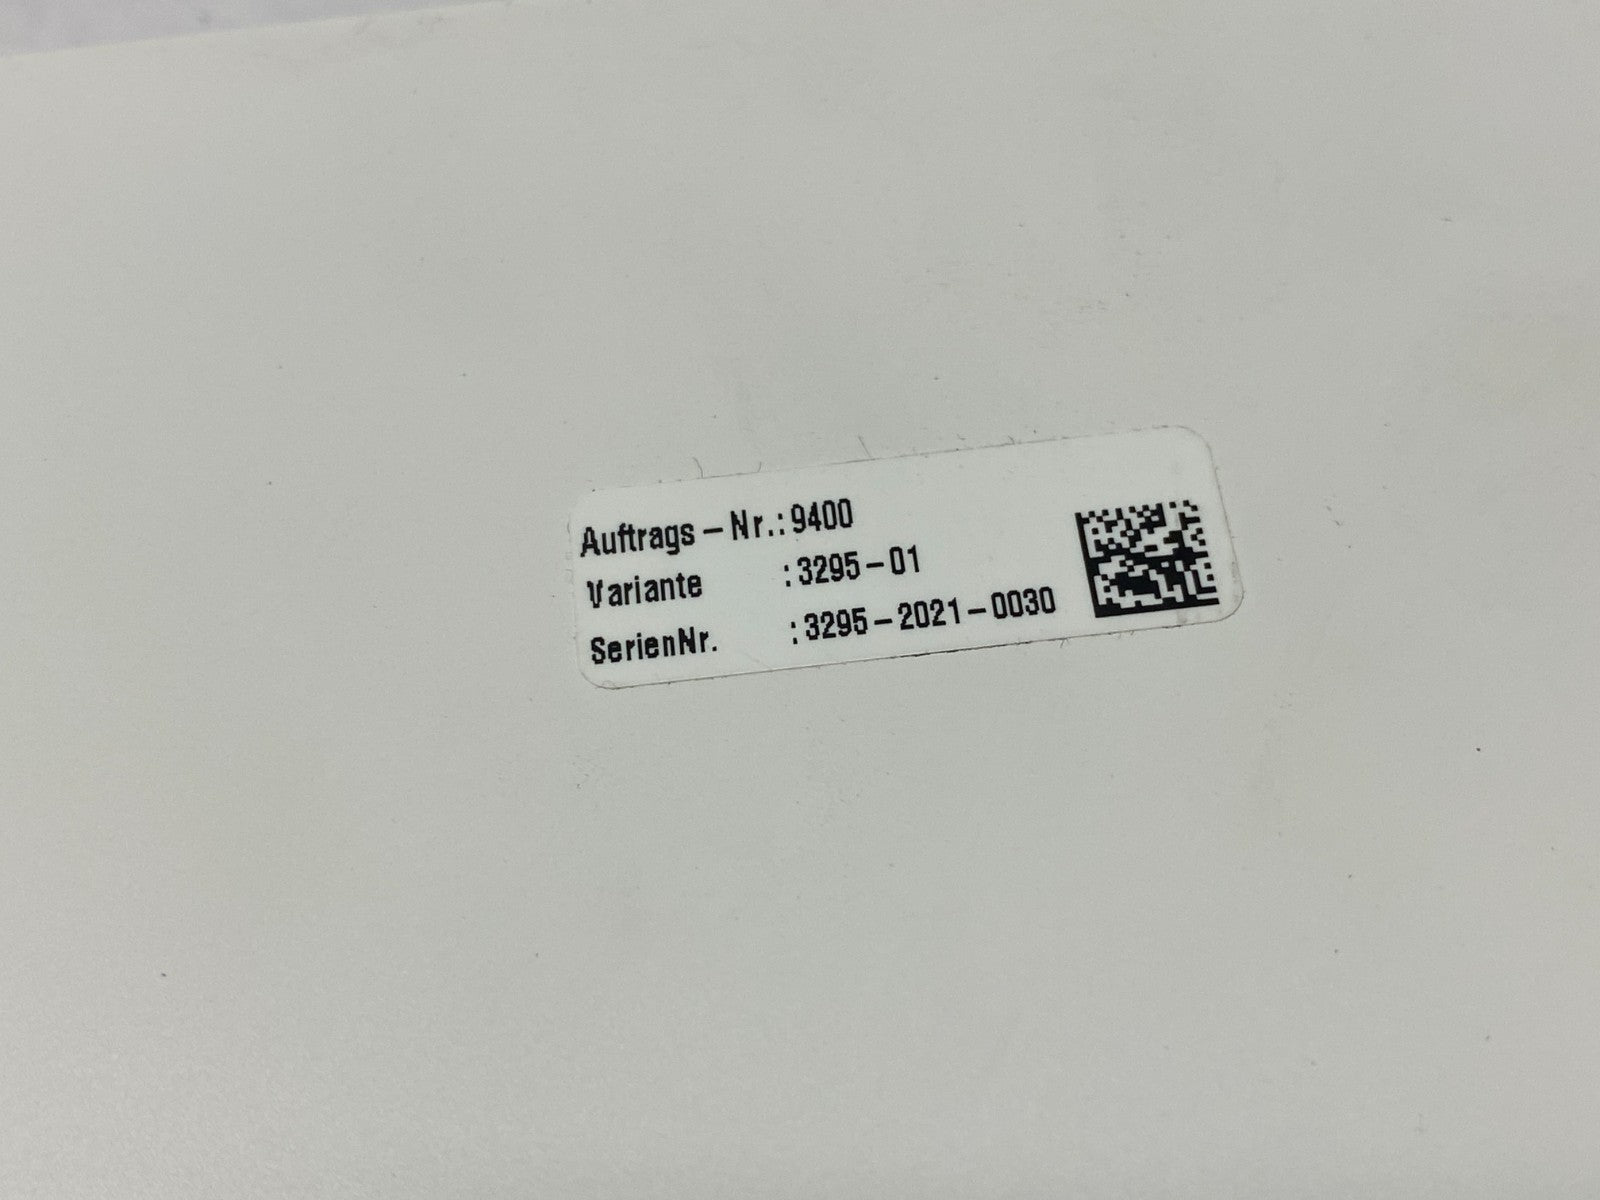 Auftrags-Nr.:9400
Variante :3295-01
SerienNr. :3295-2021-0030